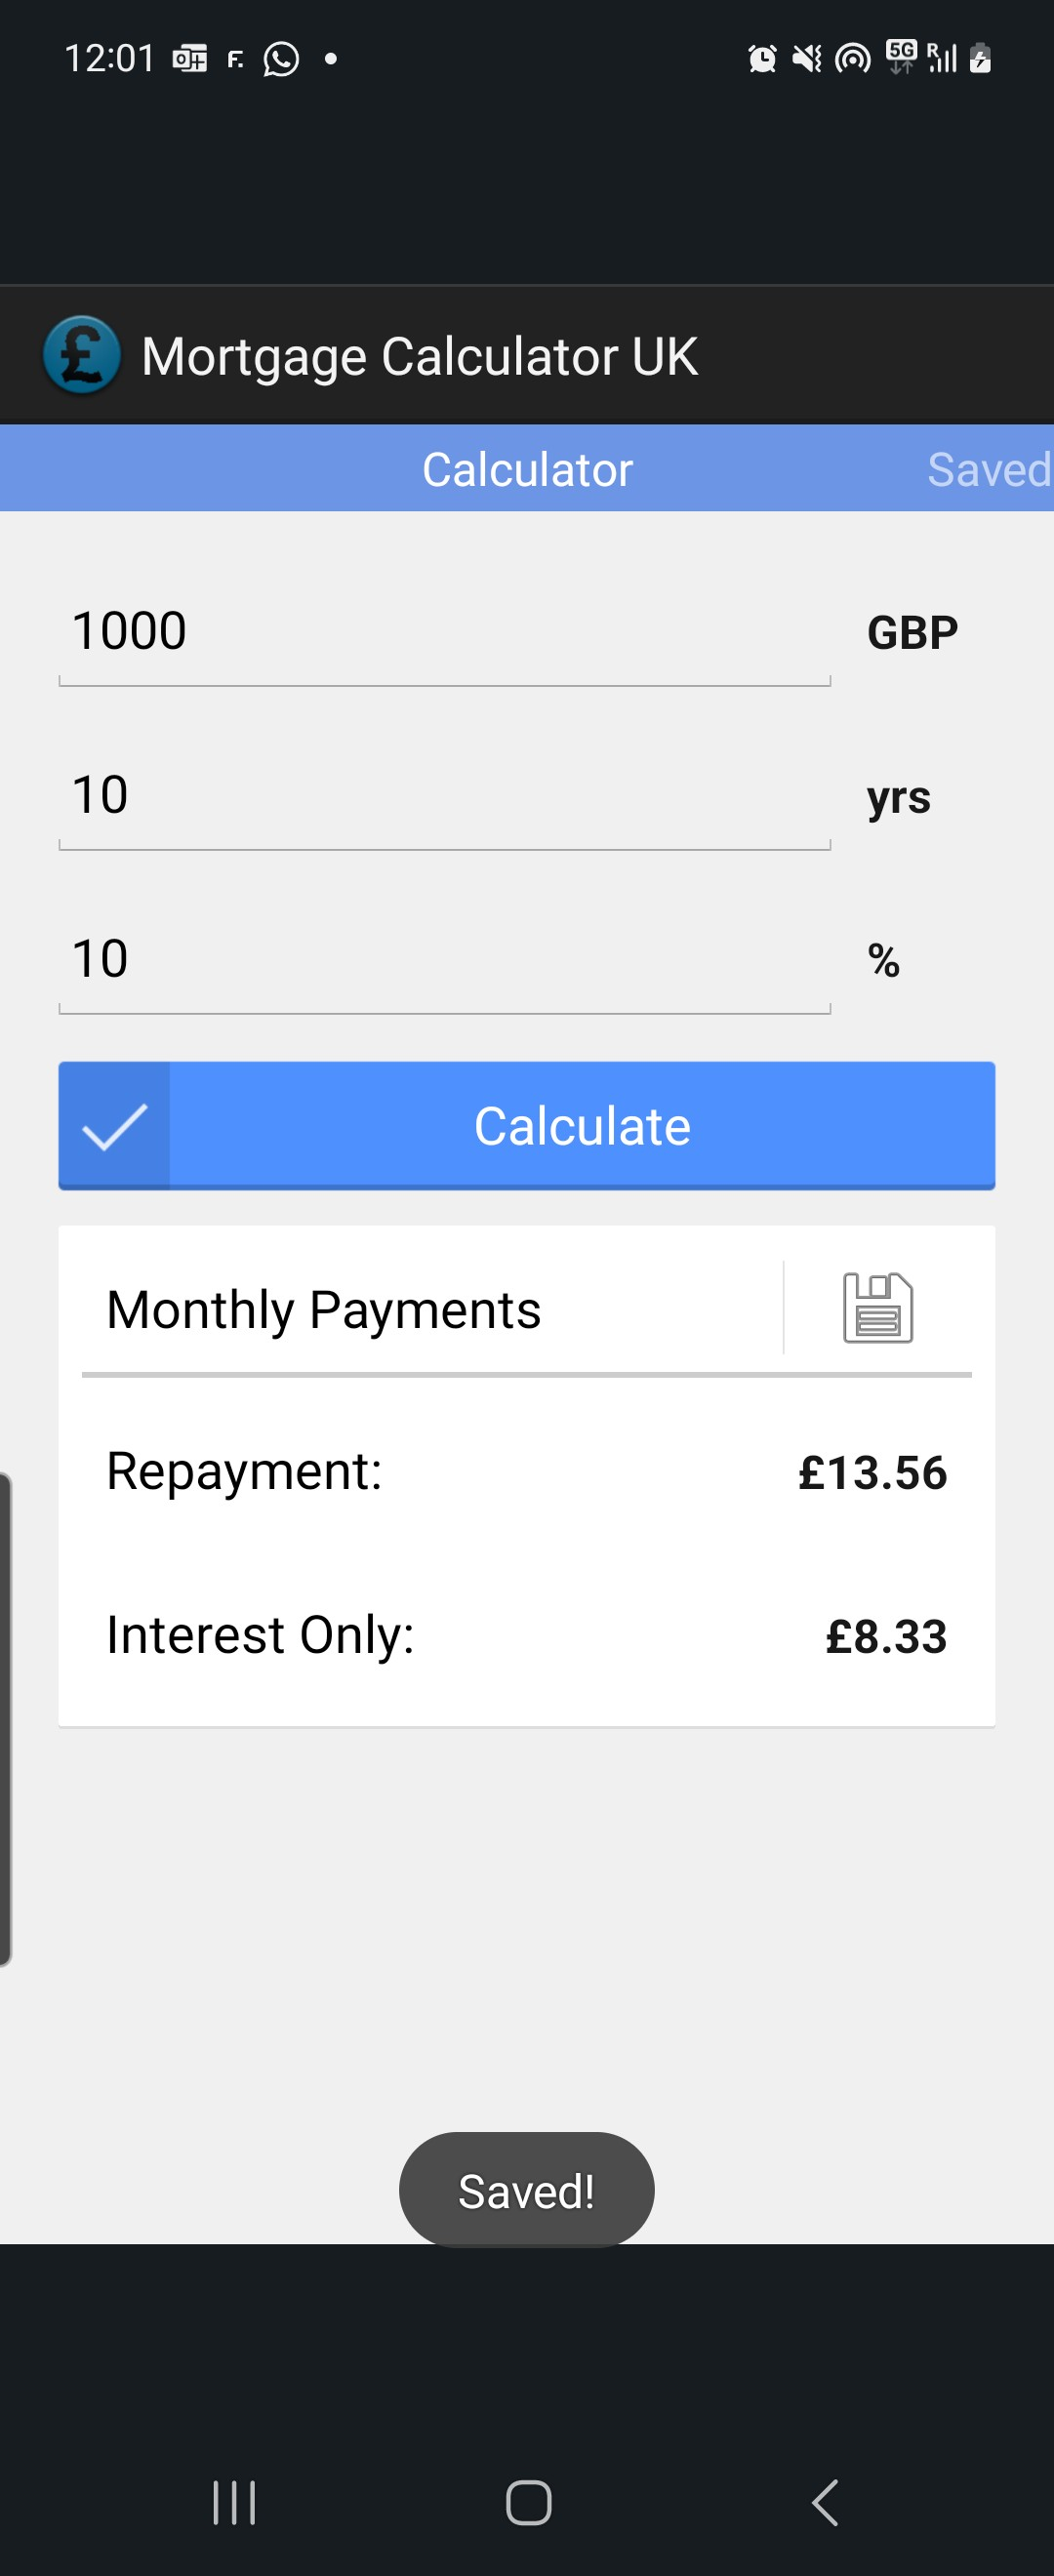 12:01 F. 5G R
£ Mortgage Calculator UK
Calculator Saved
1000 GBP
10 yrs
10 %
Calculate
Monthly Payments
Repayment: £13.56
Interest Only: £8.33
Saved!